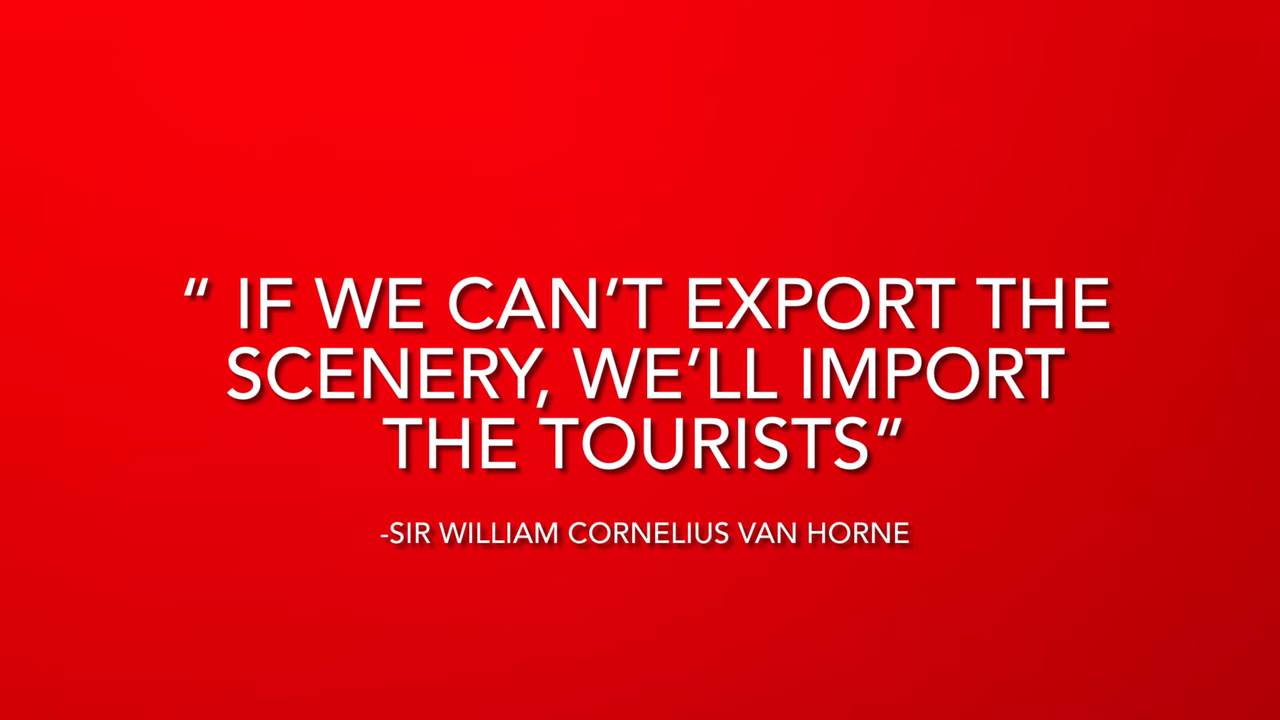 “ IF WE CAN’T EXPORT THE
SCENERY, WE’LL IMPORT
THE TOURISTS”
-SIR WILLIAM CORNELIUS VAN HORNE